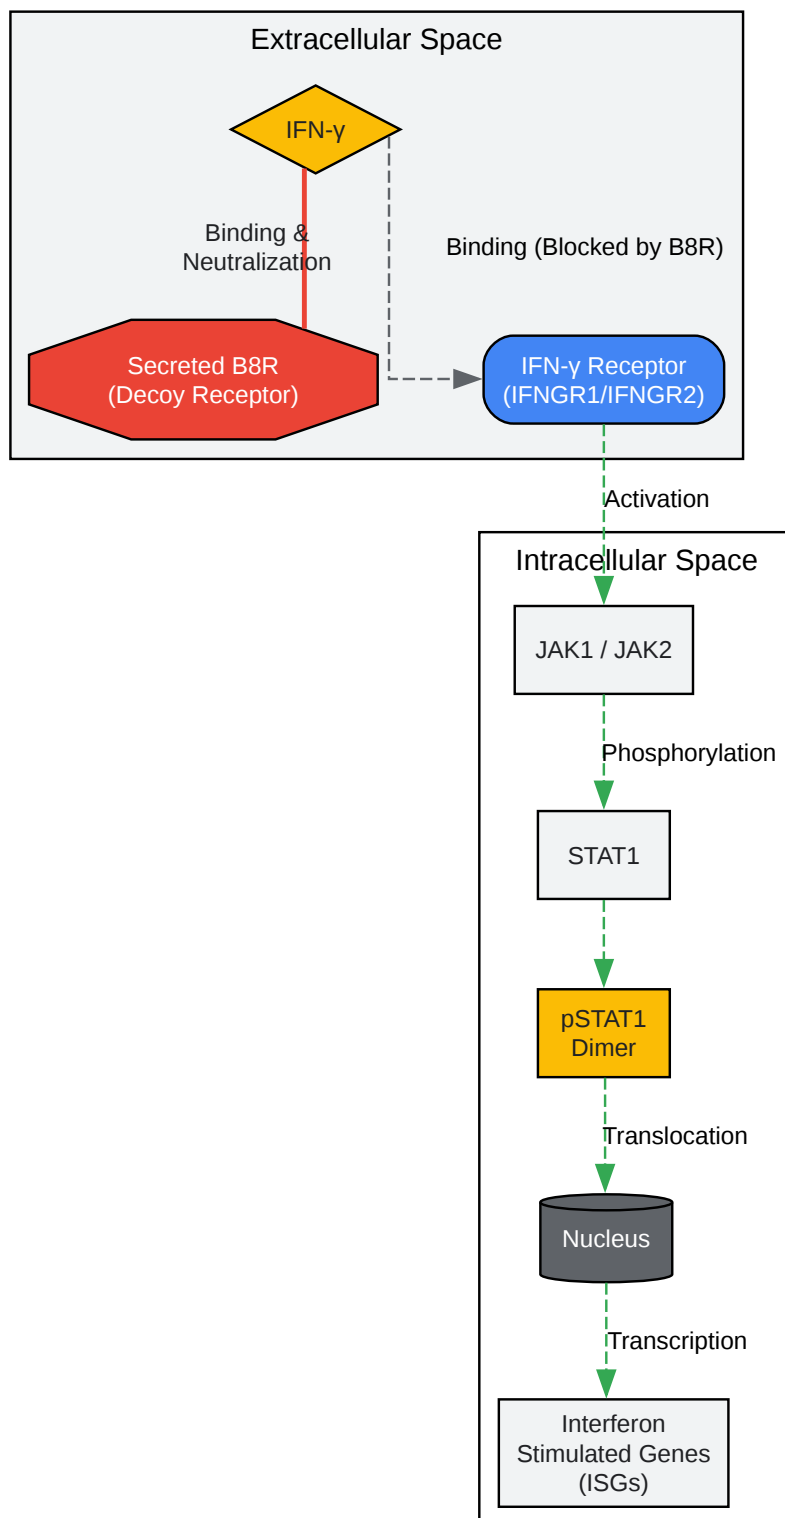 Extracellular Space
IFN-γ
Binding &
Neutralization
Binding (Blocked by B8R)
Secreted B8R
(Decoy Receptor)
IFN-γ Receptor
(IFNGR1/IFNGR2)
Activation
Intracellular Space
JAK1 / JAK2
Phosphorylation
STAT1
pSTAT1
Dimer
Translocation
Nucleus
Transcription
Interferon
Stimulated Genes
(ISGs)